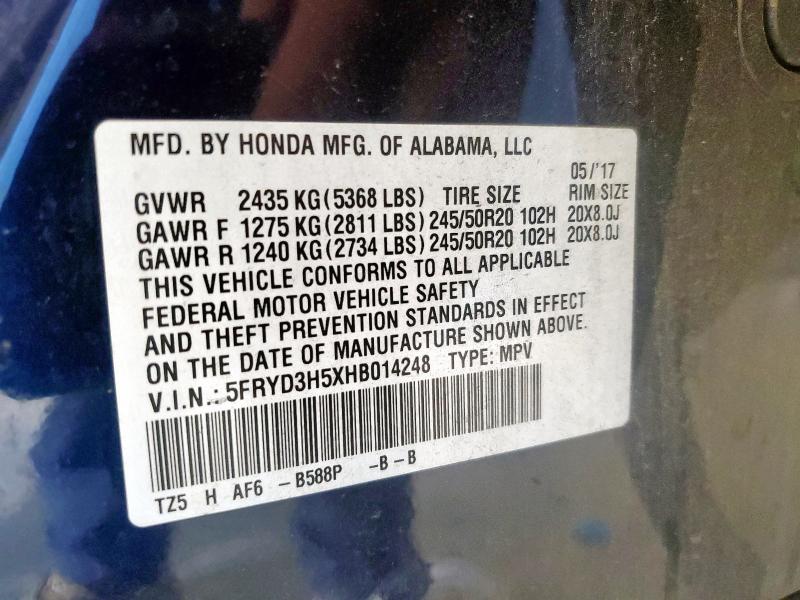 MFD. BY HONDA MFG. OF ALABAMA, LLC
05/'17
GVWR 2435 KG(5368 LBS) TIRE SIZE RIM SIZE
GAWR F 1275 KG(2811 LBS)245/50R20 102H 20X8.0J
GAWR R 1240 KG(2734 LBS)245/50R20 102H 20X8.0J
THIS VEHICLE CONFORMS TO ALL APPLICABLE
FEDERAL MOTOR VEHICLE SAFETY
AND THEFT PREVENTION STANDARDS IN EFFECT
ON THE DATE OF MANUFACTURE SHOWN ABOVE.
V.I.N.: 5FRYD3H5XHB014248 TYPE: MPV
TZ5 H AF6 -B588P -B-B